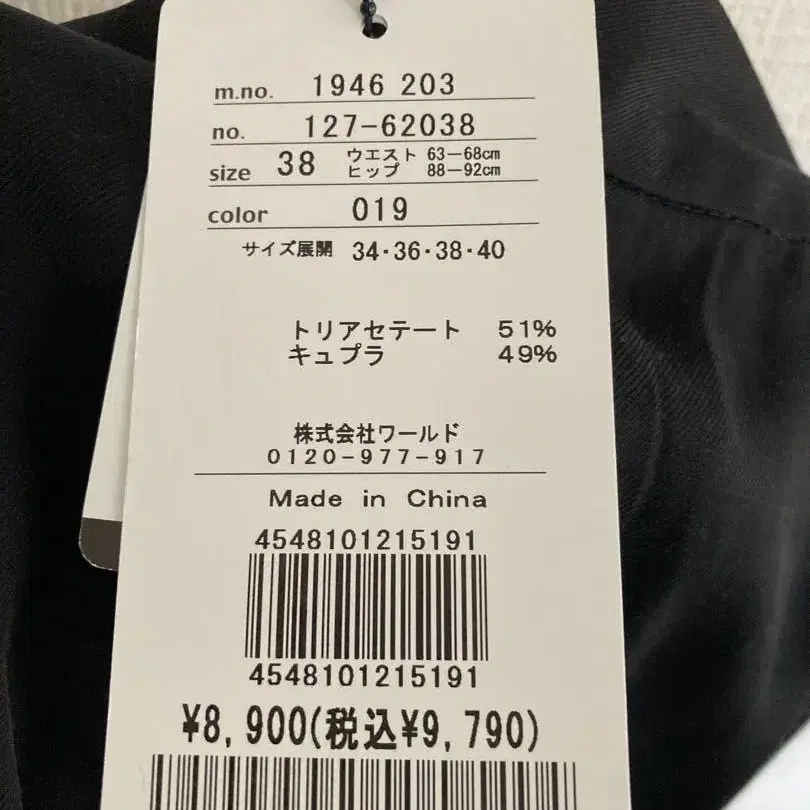 m.no. 1946 203
no. 127-62038
size 38 ウエスト 63-68cm
ヒップ 88-92cm
color 019
サイズ展開 34・36・38・40
トリアセテート 51%
キュプラ 49%
株式会社ワールド
0120-977-917
Made in China
4548101215191
4548101215191
¥8,900(税込¥9,790)